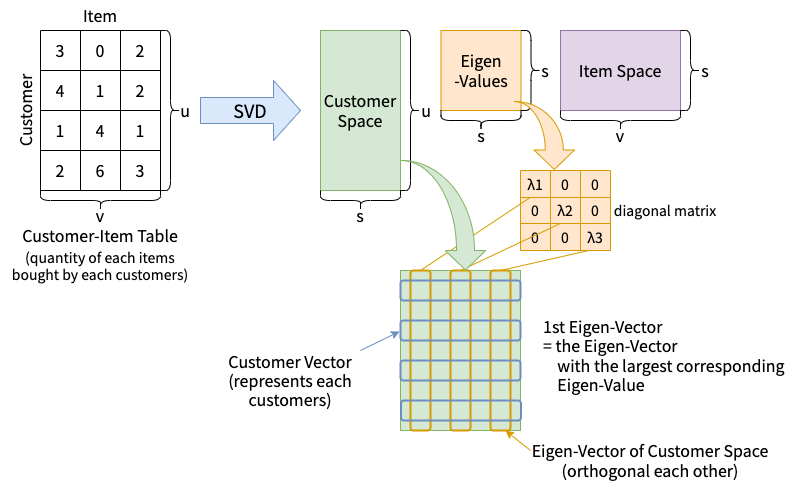 Item
Customer
3 0 2
4 1 2
1 4 1
2 6 3
u
v
Customer-Item Table
(quantity of each items
bought by each customers)
SVD
Customer
Space
u
s
Eigen
-Values
s
s
Item Space
s
v
λ1 0 0
0 λ2 0
0 0 λ3
diagonal matrix
Customer Vector
(represents each
customers)
1st Eigen-Vector
= the Eigen-Vector
with the largest corresponding
Eigen-Value
Eigen-Vector of Customer Space
(orthogonal each other)